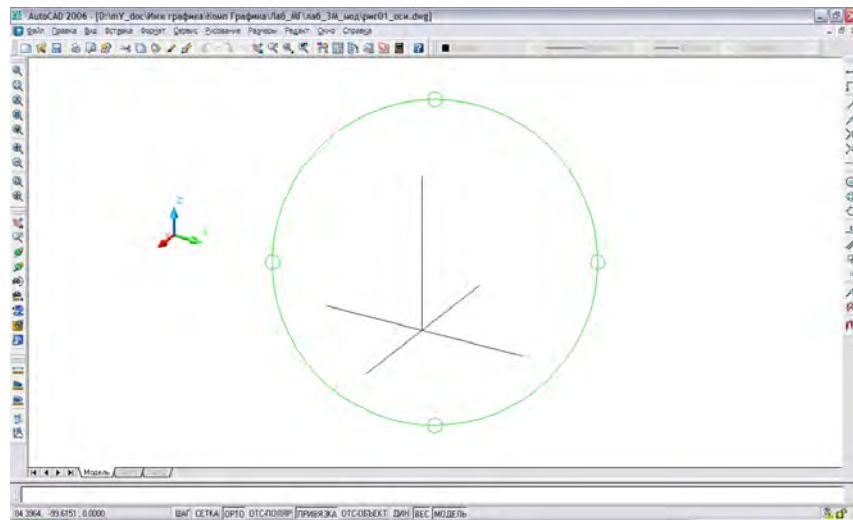 AutoCAD 2006 - [D:\mY_doc\Инж графика\Комп Графика\Лаб_МГ\лаб_3М_мод\рис01_оси.dwg]
Файл Правка Вид Вставка Формат Сервис Рисование Размеры Редакт Окно Справка
Z
Модель
84.3964, -99.6151, 0.0000 ШАГ СЕТКА ОРТО ОТС-ПОЛЯР ПРИВЯЗКА ОТС-ОБЪЕКТ ДИН ВЕС МОДЕЛЬ